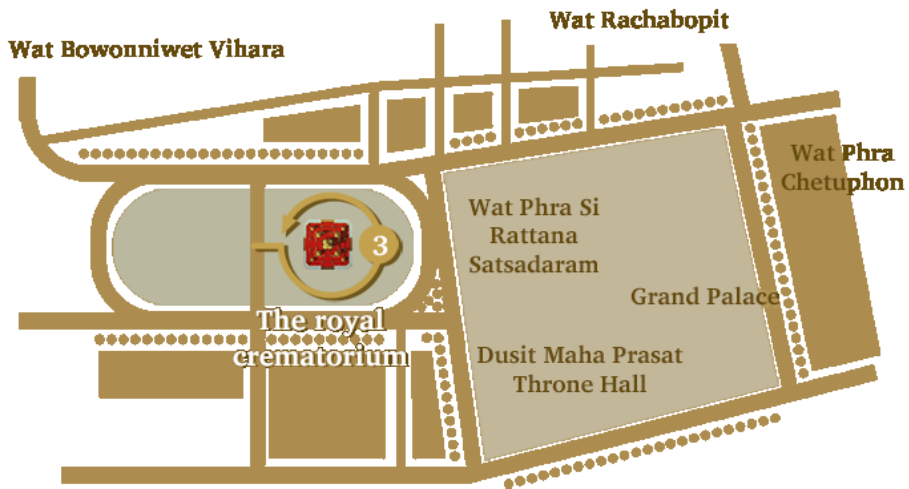 Wat Rachabopit
Wat Bowonniwet Vihara
Wat Phra
Chetuphon
Wat Phra Si
Rattana
Satsadaram
3
Grand Palace
The royal
crematorium
Dusit Maha Prasat
Throne Hall